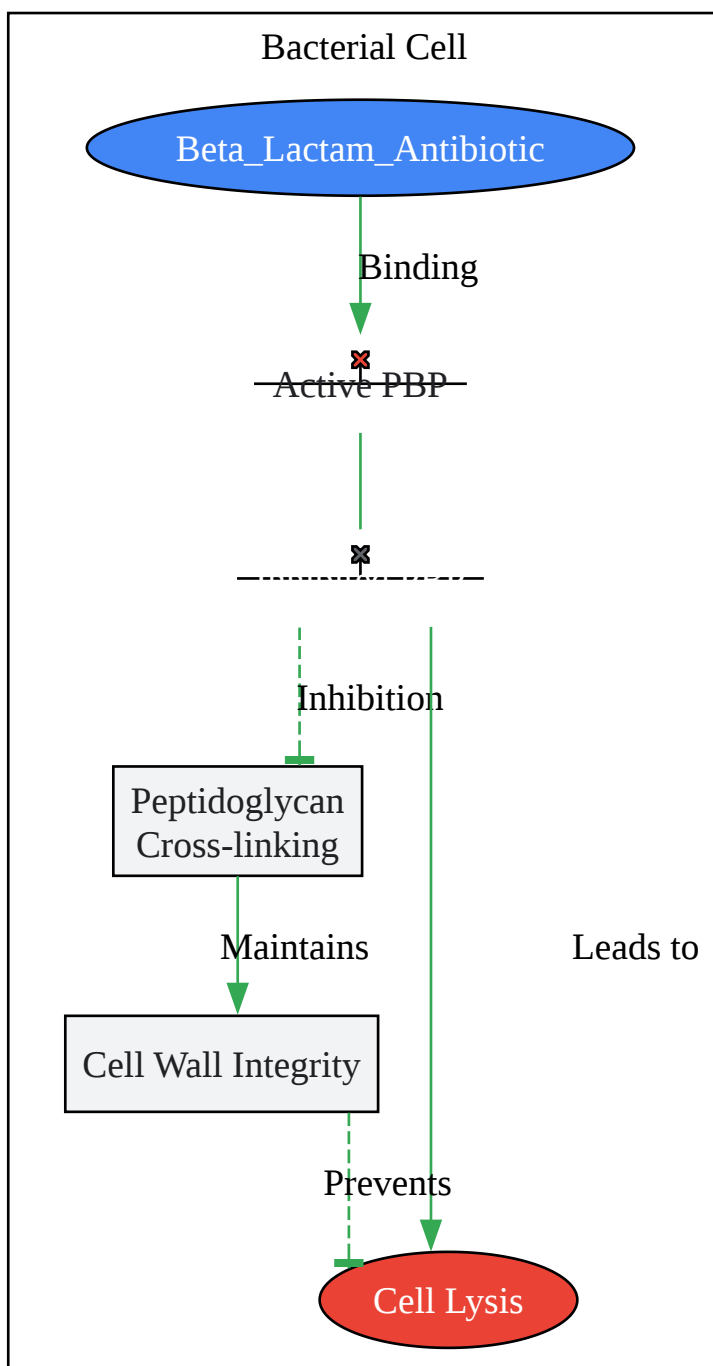 Bacterial Cell
Beta_Lactam_Antibiotic
Binding
Active PBP
Inhibition
Peptidoglycan
Cross-linking
Maintains
Leads to
Cell Wall Integrity
Prevents
Cell Lysis